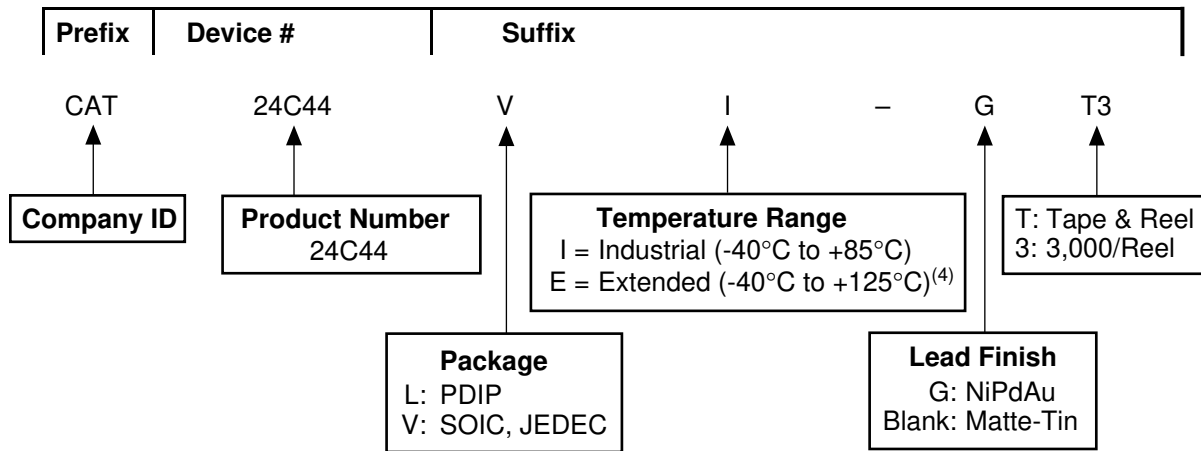 Prefix Device # Suffix
CAT 24C44 V I – G T3
Company ID
Product Number
24C44
Temperature Range
I = Industrial (-40°C to +85°C)
E = Extended (-40°C to +125°C)(4)
T: Tape & Reel
3: 3,000/Reel
Package
L: PDIP
V: SOIC, JEDEC
Lead Finish
G: NiPdAu
Blank: Matte-Tin